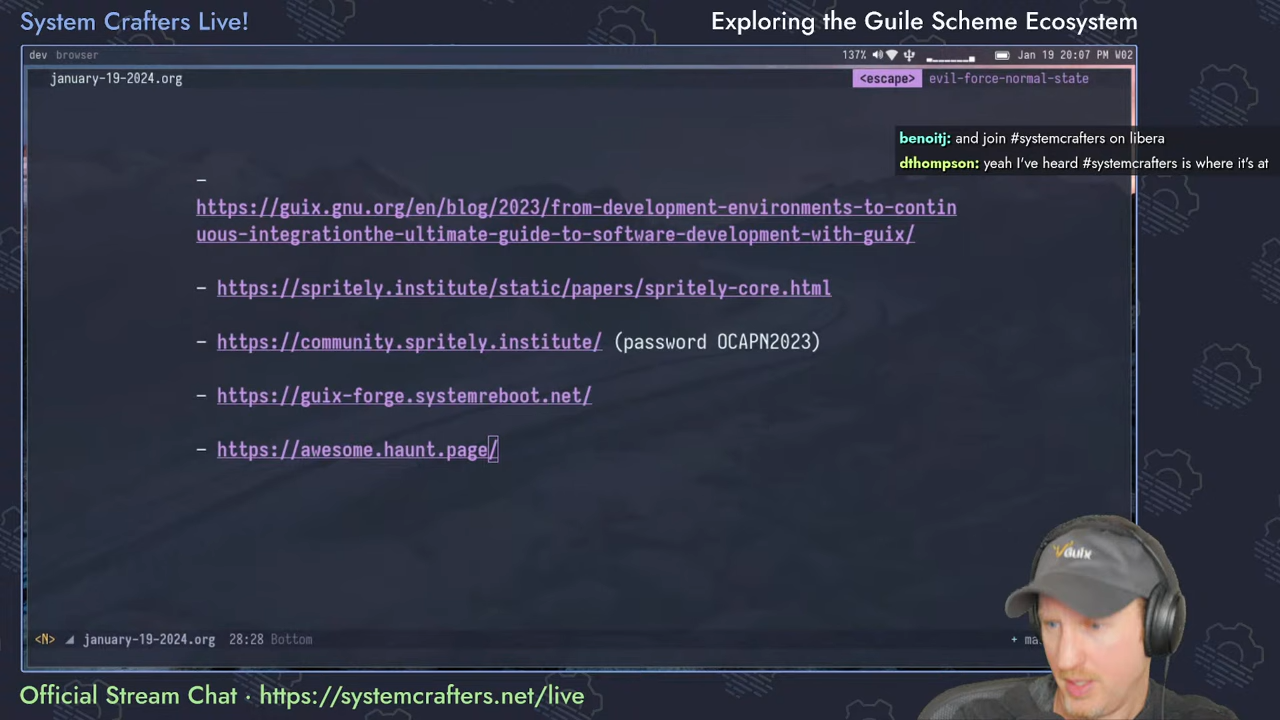 System Crafters Live!
Exploring the Guile Scheme Ecosystem
dev browser
137% Jan 19 20:07 PM W02
january-19-2024.org
<escape> evil-force-normal-state
benoitj: and join #systemcrafters on libera
dthompson: yeah I've heard #systemcrafters is where it's at
–
https://guix.gnu.org/en/blog/2023/from-development-environments-to-contin
uous-integrationthe-ultimate-guide-to-software-development-with-guix/
– https://spritely.institute/static/papers/spritely-core.html
– https://community.spritely.institute/ (password OCAPN2023)
– https://guix-forge.systemreboot.net/
– https://awesome.haunt.page/
Guix
<N> january-19-2024.org 28:28 Bottom
Official Stream Chat · https://systemcrafters.net/live